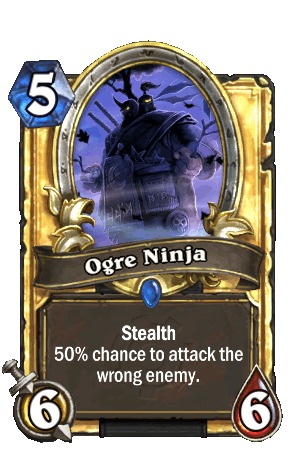 5
Ogre Ninja
Stealth
50% chance to attack the
wrong enemy.
6
6